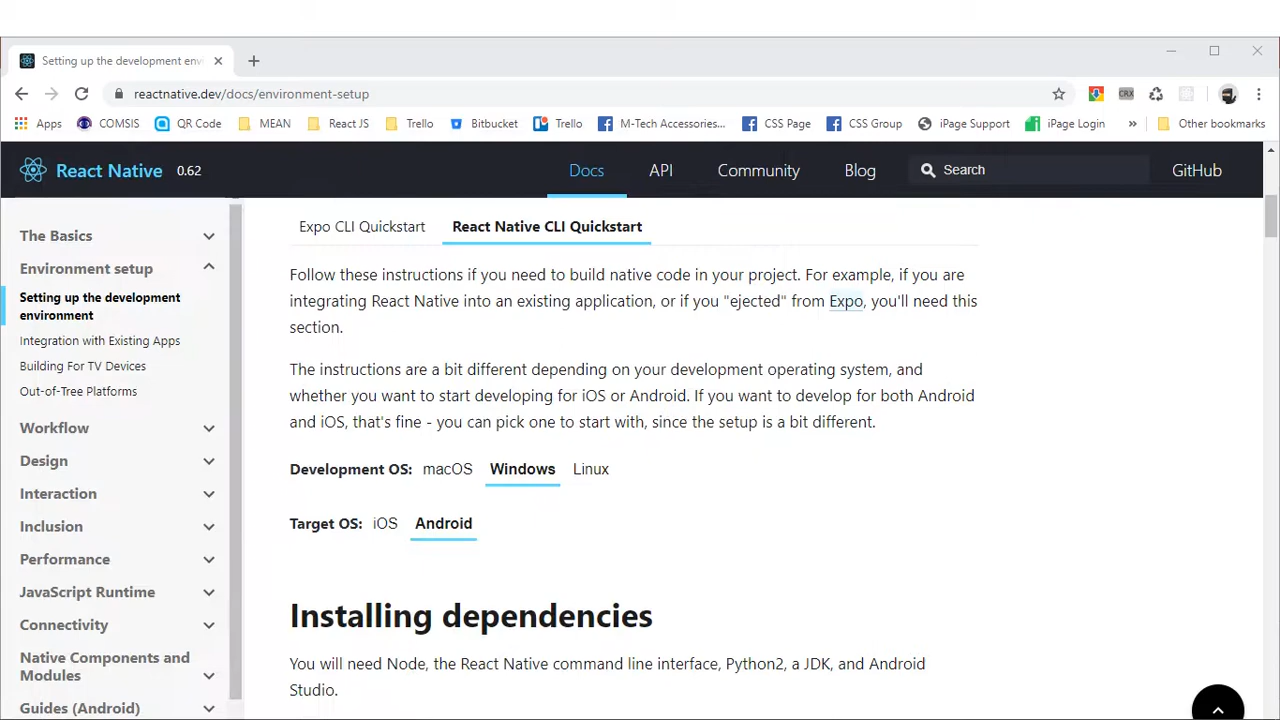 Setting up the development env
reactnative.dev/docs/environment-setup
Apps
COMSIS
QR Code
MEAN
React JS
Trello
Bitbucket
Trello
M-Tech Accessories...
CSS Page
CSS Group
iPage Support
iPage Login
»
Other bookmarks
CRX
React Native 0.62
Docs
API
Community
Blog
Search
GitHub
The Basics
Environment setup
Setting up the development
environment
Integration with Existing Apps
Building For TV Devices
Out-of-Tree Platforms
Workflow
Design
Interaction
Inclusion
Performance
JavaScript Runtime
Connectivity
Native Components and
Modules
Guides (Android)
Expo CLI Quickstart
React Native CLI Quickstart
Follow these instructions if you need to build native code in your project. For example, if you are
integrating React Native into an existing application, or if you "ejected" from Expo, you'll need this
section.
The instructions are a bit different depending on your development operating system, and
whether you want to start developing for iOS or Android. If you want to develop for both Android
and iOS, that's fine - you can pick one to start with, since the setup is a bit different.
Development OS: macOS Windows Linux
Target OS: iOS Android
Installing dependencies
You will need Node, the React Native command line interface, Python2, a JDK, and Android
Studio.